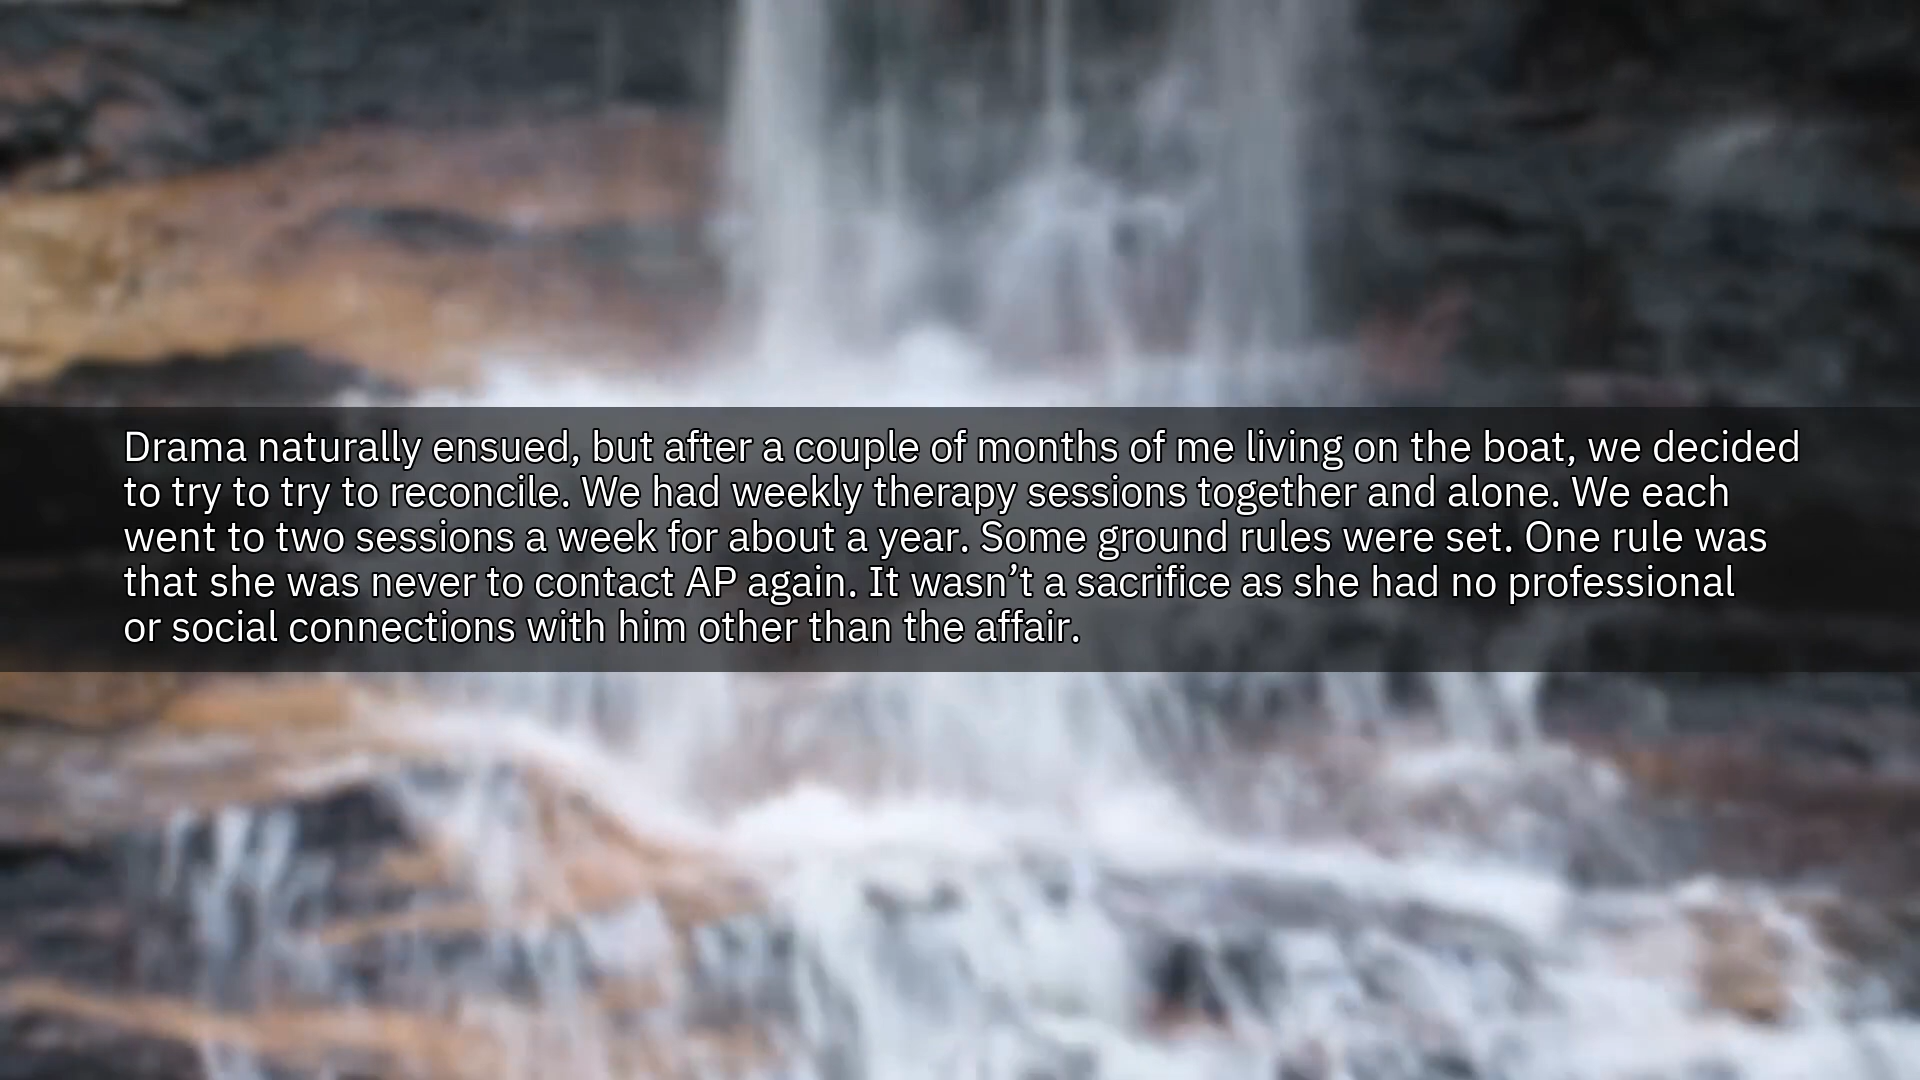 Drama naturally ensued, but after a couple of months of me living on the boat, we decided
to try to try to reconcile. We had weekly therapy sessions together and alone. We each
went to two sessions a week for about a year. Some ground rules were set. One rule was
that she was never to contact AP again. It wasn’t a sacrifice as she had no professional
or social connections with him other than the affair.